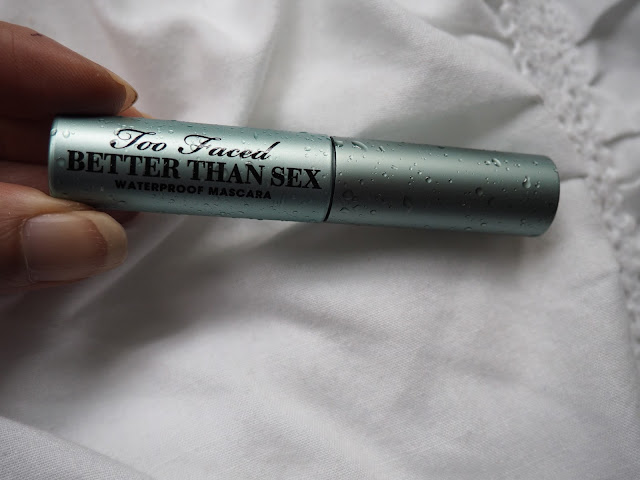 Too Faced
BETTER THAN SEX
WATERPROOF MASCARA